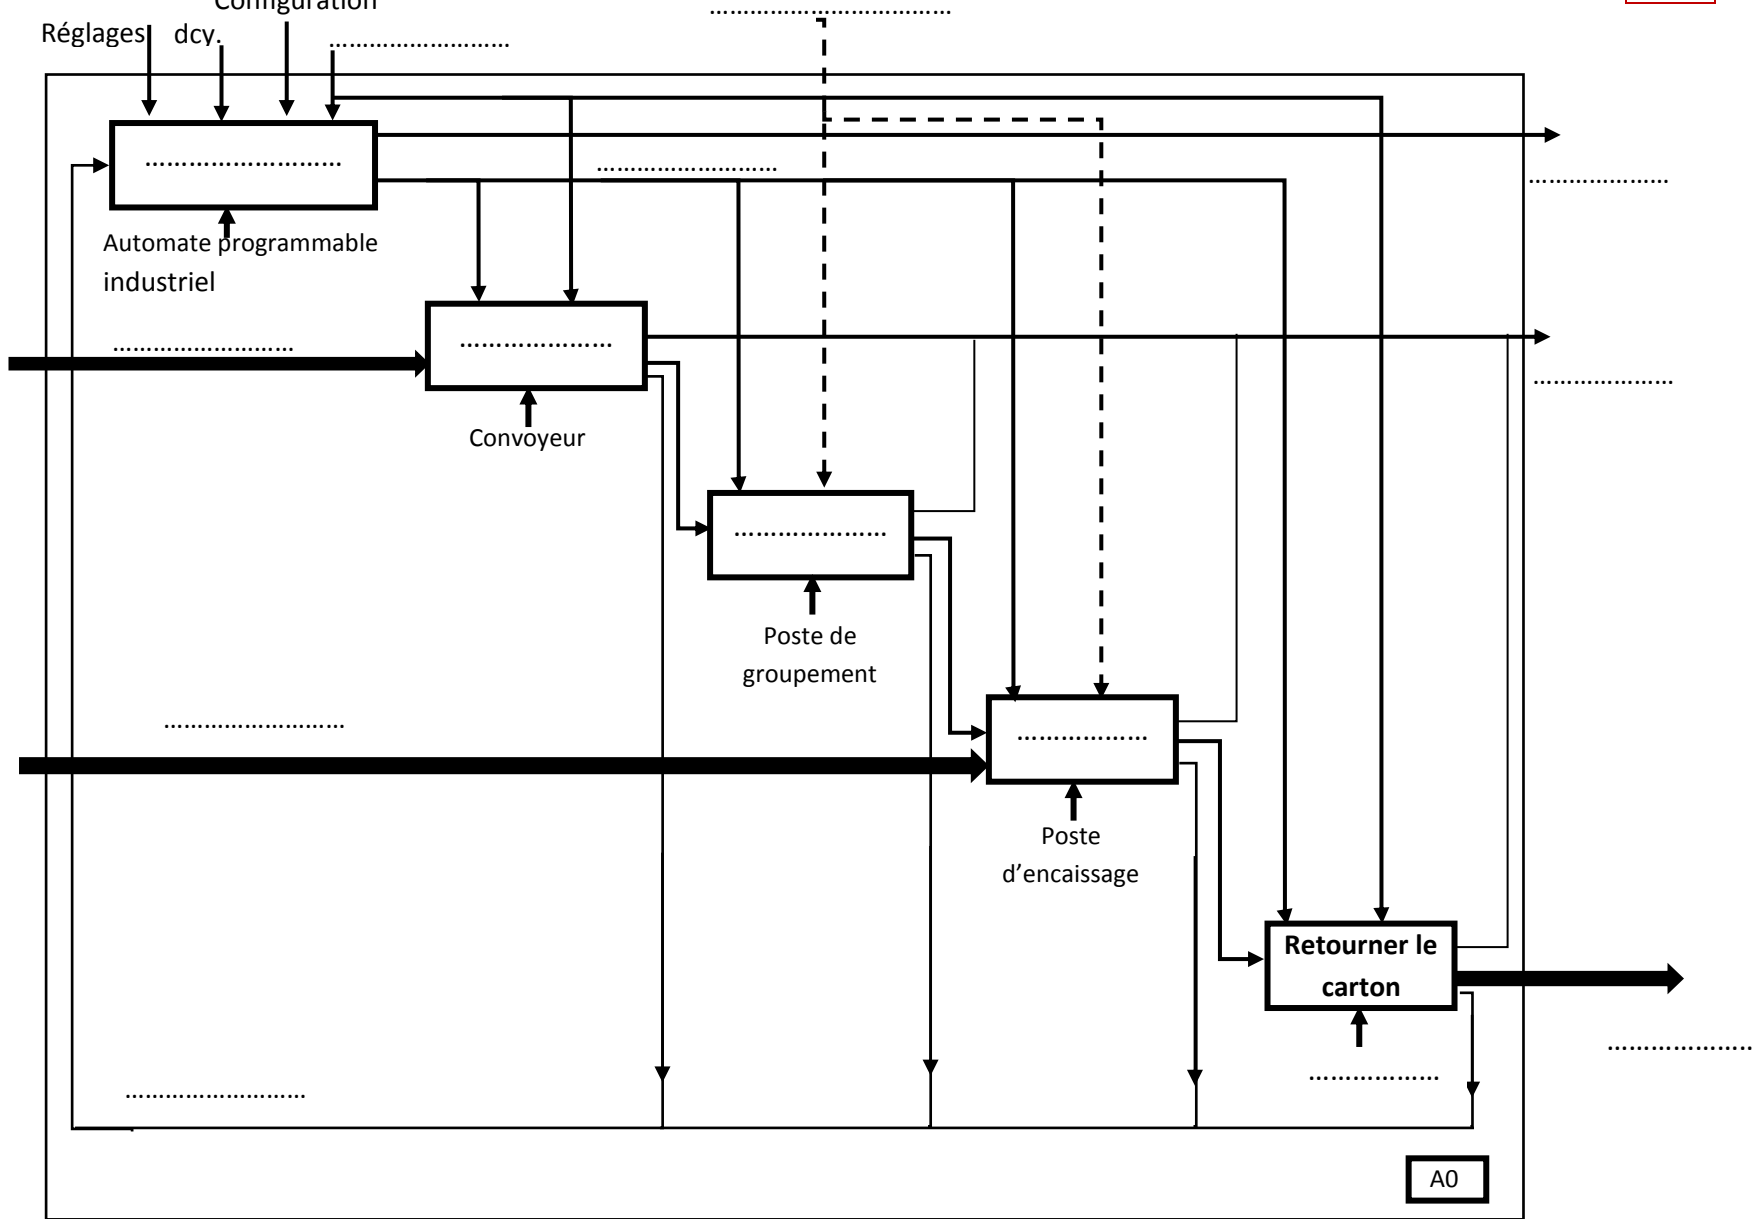 Configuration
Réglages
dcy.
Automate programmable
industriel
Convoyeur
Poste de
groupement
Poste
d’encaissage
Retourner le
carton
A0